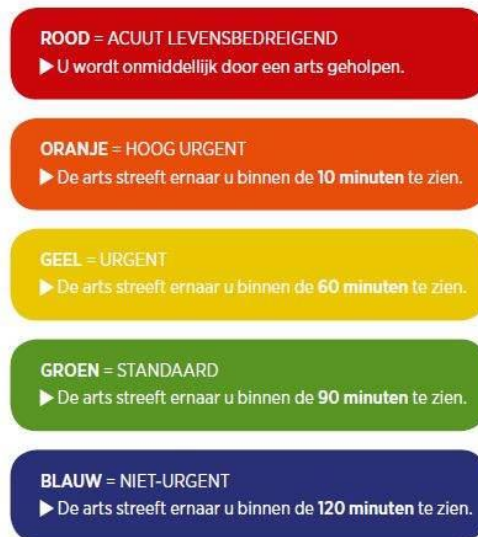 ROOD = ACUUT LEVENSBEDREIGEND
▶ U wordt onmiddellijk door een arts geholpen.
ORANJE = HOOG URGENT
▶ De arts streeft ernaar u binnen de 10 minuten te zien.
GEEL = URGENT
▶ De arts streeft ernaar u binnen de 60 minuten te zien.
GROEN = STANDAARD
▶ De arts streeft ernaar u binnen de 90 minuten te zien.
BLAUW = NIET-URGENT
▶ De arts streeft ernaar u binnen de 120 minuten te zien.